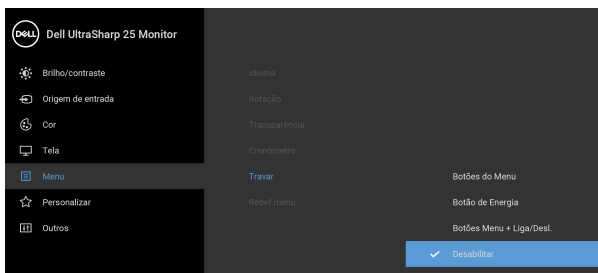 DELL Dell UltraSharp 25 Monitor
Brilho/contraste
Origem de entrada
Cor
Tela
Menu
Personalizar
Outros
Idioma
Rotação
Transparência
Cronômetro
Travar
Redef menu
Botões do Menu
Botão de Energia
Botões Menu + Liga/Desl.
Desabilitar